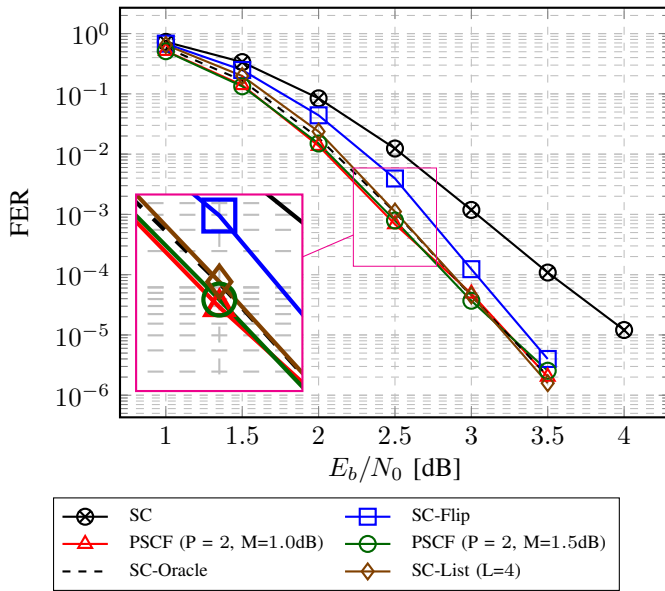 10^0
10^−1
10^−2
10^−3
10^−4
10^−5
10^−6
FER
1 1.5 2 2.5 3 3.5 4
E_b/N_0 [dB]
SC SC-Flip
PSCF (P = 2, M=1.0dB) PSCF (P = 2, M=1.5dB)
SC-Oracle SC-List (L=4)